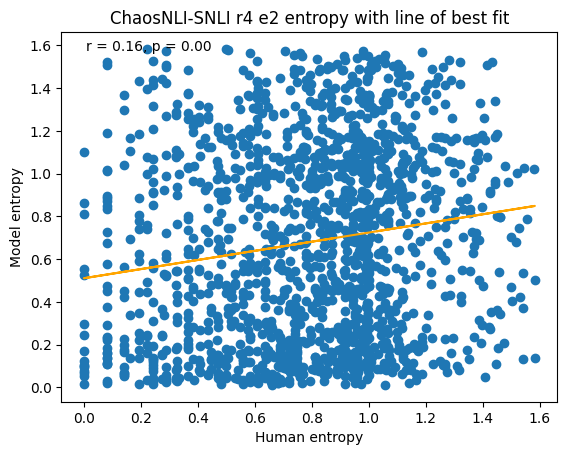 ChaosNLI-SNLI r4 e2 entropy with line of best fit
r = 0.16, p = 0.00
1.6
1.4
1.2
1.0
0.8
0.6
0.4
0.2
0.0
Model entropy
0.0 0.2 0.4 0.6 0.8 1.0 1.2 1.4 1.6
Human entropy